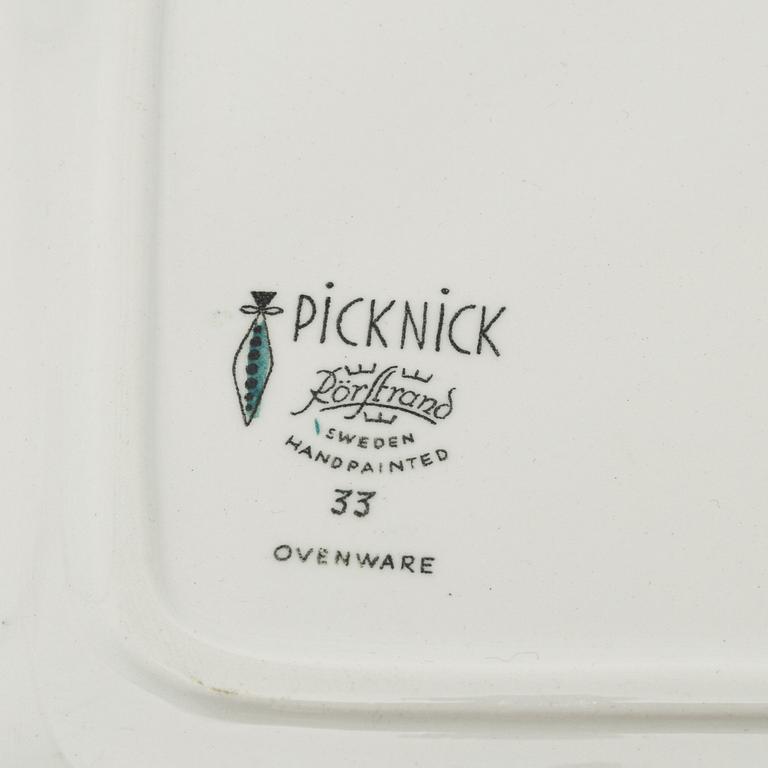 PiCKNiCK
RörStrand
SWEDEN
HANDPAINTED
33
OVENWARE